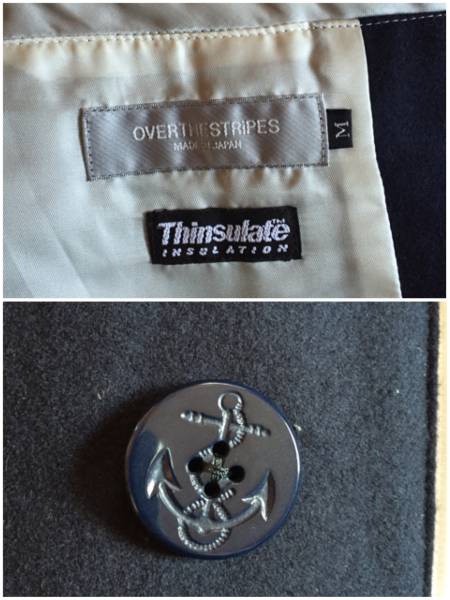 OVERTHESTRIPES
MADE IN JAPAN
M
Thinsulate™
INSULATION